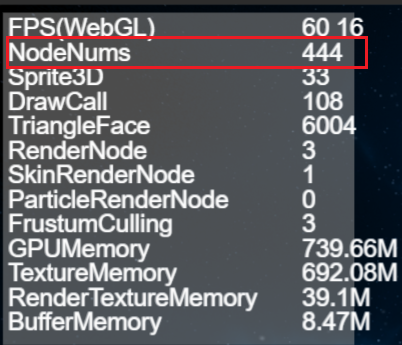 FPS(WebGL) 60 16
NodeNums 444
Sprite3D 33
DrawCall 108
TriangleFace 6004
RenderNode 3
SkinRenderNode 1
ParticleRenderNode 0
FrustumCulling 3
GPUMemory 739.66M
TextureMemory 692.08M
RenderTextureMemory 39.1M
BufferMemory 8.47M